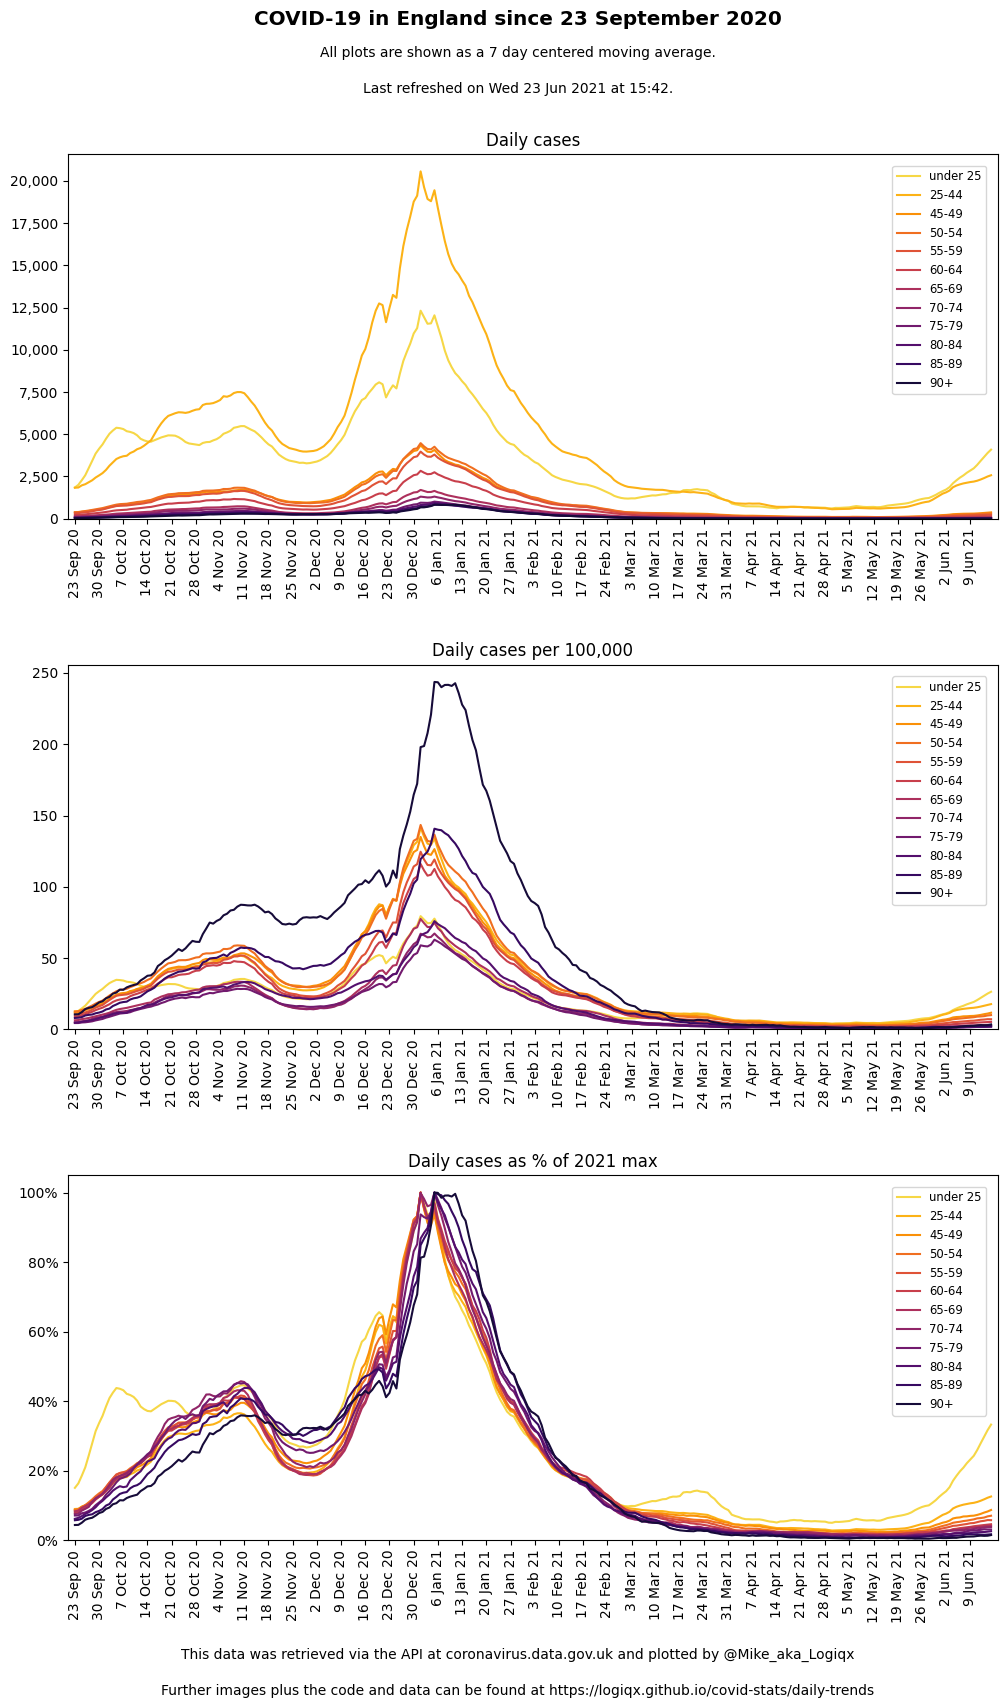 COVID-19 in England since 23 September 2020
All plots are shown as a 7 day centered moving average.
Last refreshed on Wed 23 Jun 2021 at 15:42.
Daily cases
20,000
17,500
15,000
12,500
10,000
7,500
5,000
2,500
0
under 25
25-44
45-49
50-54
55-59
60-64
65-69
70-74
75-79
80-84
85-89
90+
23 Sep 20
30 Sep 20
7 Oct 20
14 Oct 20
21 Oct 20
28 Oct 20
4 Nov 20
11 Nov 20
18 Nov 20
25 Nov 20
2 Dec 20
9 Dec 20
16 Dec 20
23 Dec 20
30 Dec 20
6 Jan 21
13 Jan 21
20 Jan 21
27 Jan 21
3 Feb 21
10 Feb 21
17 Feb 21
24 Feb 21
3 Mar 21
10 Mar 21
17 Mar 21
24 Mar 21
31 Mar 21
7 Apr 21
14 Apr 21
21 Apr 21
28 Apr 21
5 May 21
12 May 21
19 May 21
26 May 21
2 Jun 21
9 Jun 21
Daily cases per 100,000
250
200
150
100
50
0
under 25
25-44
45-49
50-54
55-59
60-64
65-69
70-74
75-79
80-84
85-89
90+
23 Sep 20
30 Sep 20
7 Oct 20
14 Oct 20
21 Oct 20
28 Oct 20
4 Nov 20
11 Nov 20
18 Nov 20
25 Nov 20
2 Dec 20
9 Dec 20
16 Dec 20
23 Dec 20
30 Dec 20
6 Jan 21
13 Jan 21
20 Jan 21
27 Jan 21
3 Feb 21
10 Feb 21
17 Feb 21
24 Feb 21
3 Mar 21
10 Mar 21
17 Mar 21
24 Mar 21
31 Mar 21
7 Apr 21
14 Apr 21
21 Apr 21
28 Apr 21
5 May 21
12 May 21
19 May 21
26 May 21
2 Jun 21
9 Jun 21
Daily cases as % of 2021 max
100%
80%
60%
40%
20%
0%
under 25
25-44
45-49
50-54
55-59
60-64
65-69
70-74
75-79
80-84
85-89
90+
23 Sep 20
30 Sep 20
7 Oct 20
14 Oct 20
21 Oct 20
28 Oct 20
4 Nov 20
11 Nov 20
18 Nov 20
25 Nov 20
2 Dec 20
9 Dec 20
16 Dec 20
23 Dec 20
30 Dec 20
6 Jan 21
13 Jan 21
20 Jan 21
27 Jan 21
3 Feb 21
10 Feb 21
17 Feb 21
24 Feb 21
3 Mar 21
10 Mar 21
17 Mar 21
24 Mar 21
31 Mar 21
7 Apr 21
14 Apr 21
21 Apr 21
28 Apr 21
5 May 21
12 May 21
19 May 21
26 May 21
2 Jun 21
9 Jun 21
This data was retrieved via the API at coronavirus.data.gov.uk and plotted by @Mike_aka_Logiqx
Further images plus the code and data can be found at https://logiqx.github.io/covid-stats/daily-trends